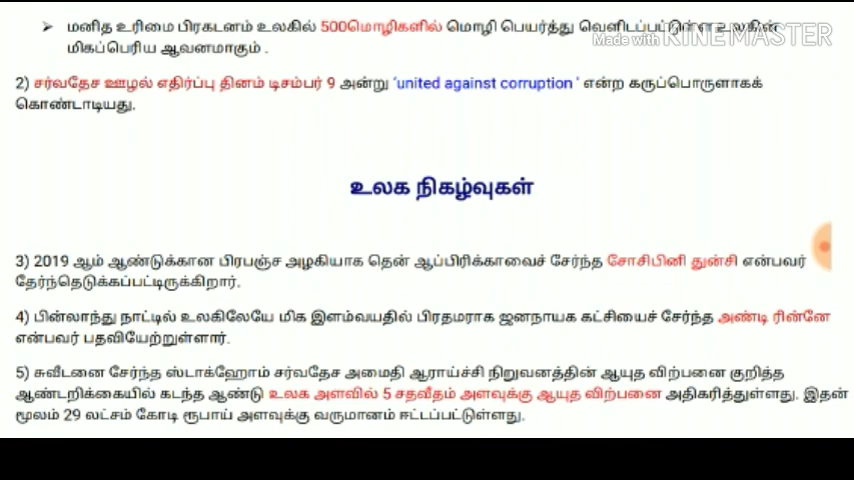 ➤ மனித உரிமை பிரகடனம் உலகில் 500மொழிகளில் மொழி பெயர்த்து வெளிடப்பட்டுள்ள உலகின்
Made with KINEMASTER
மிகப்பெரிய ஆவனமாகும் .
2) சர்வதேச ஊழல் எதிர்ப்பு தினம் டிசம்பர் 9 அன்று 'united against corruption ' என்ற கருப்பொருளாகக்
கொண்டாடியது.
உலக நிகழ்வுகள்
3) 2019 ஆம் ஆண்டுக்கான பிரபஞ்ச அழகியாக தென் ஆப்பிரிக்காவைச் சேர்ந்த சோசிபினி துன்சி என்பவர்
தேர்ந்தெடுக்கப்பட்டிருக்கிறார்.
4) பின்லாந்து நாட்டில் உலகிலேயே மிக இளம்வயதில் பிரதமராக ஜனநாயக கட்சியைச் சேர்ந்த அண்டி ரின்னே
என்பவர் பதவியேற்றுள்ளார்.
5) சுவீடனை சேர்ந்த ஸ்டாக்ஹோம் சர்வதேச அமைதி ஆராய்ச்சி நிறுவனத்தின் ஆயுத விற்பனை குறித்த
ஆண்டறிக்கையில் கடந்த ஆண்டு உலக அளவில் 5 சதவீதம் அளவுக்கு ஆயுத விற்பனை அதிகரித்துள்ளது. இதன்
மூலம் 29 லட்சம் கோடி ரூபாய் அளவுக்கு வருமானம் ஈட்டப்பட்டுள்ளது.